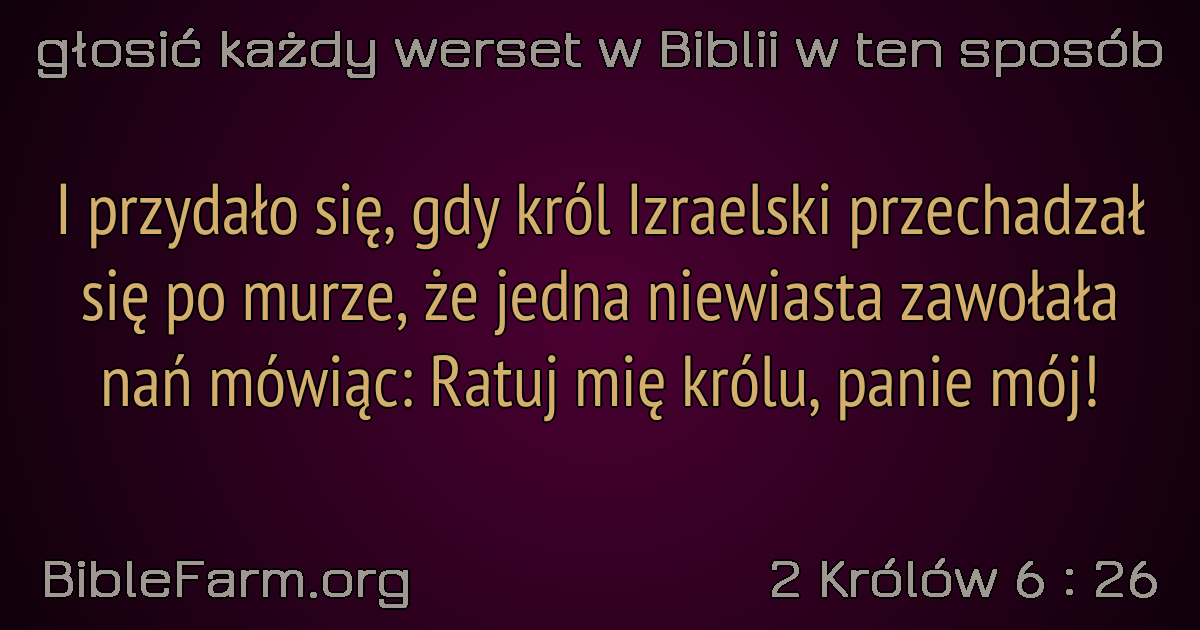 głosić każdy werset w Biblii w ten sposób
I przydało się, gdy król Izraelski przechadzał
się po murze, że jedna niewiasta zawołała
nań mówiąc: Ratuj mię królu, panie mój!
BibleFarm.org
2 Królów 6 : 26